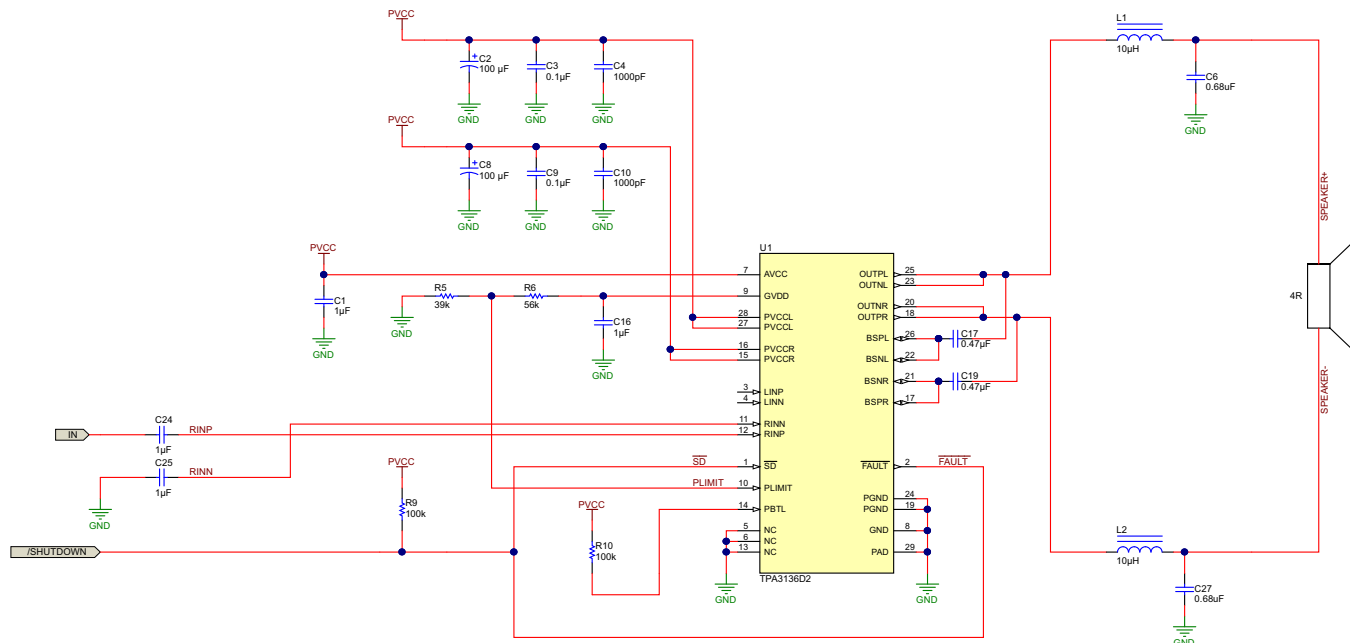 PVCC
C2
100 µF
C3
0.1µF
C4
1000pF
GND
GND
GND
PVCC
C8
100 µF
C9
0.1µF
C10
1000pF
GND
GND
GND
PVCC
C1
1µF
GND
R5
39k
R6
56k
GND
C16
1µF
GND
U1
7
AVCC
9
GVDD
28
PVCCL
27
PVCCL
16
PVCCR
15
PVCCR
3
LINP
4
LINN
11
RINN
12
RINP
1
SD
10
PLIMIT
14
PBTL
5
NC
6
NC
13
NC
OUTPL
25
OUTNL
23
OUTNR
20
OUTPR
18
BSPL
26
BSNL
22
BSNR
21
BSPR
17
FAULT
2
PGND
24
PGND
19
GND
8
PAD
29
TPA3136D2
C17
0.47µF
C19
0.47µF
FAULT
GND
GND
IN
C24
1µF
RINP
C25
1µF
RINN
GND
PVCC
R9
100k
SD
PLIMIT
PVCC
R10
100k
/SHUTDOWN
L1
10µH
C6
0.68uF
GND
SPEAKER+
4R
SPEAKER-
L2
10µH
C27
0.68uF
GND